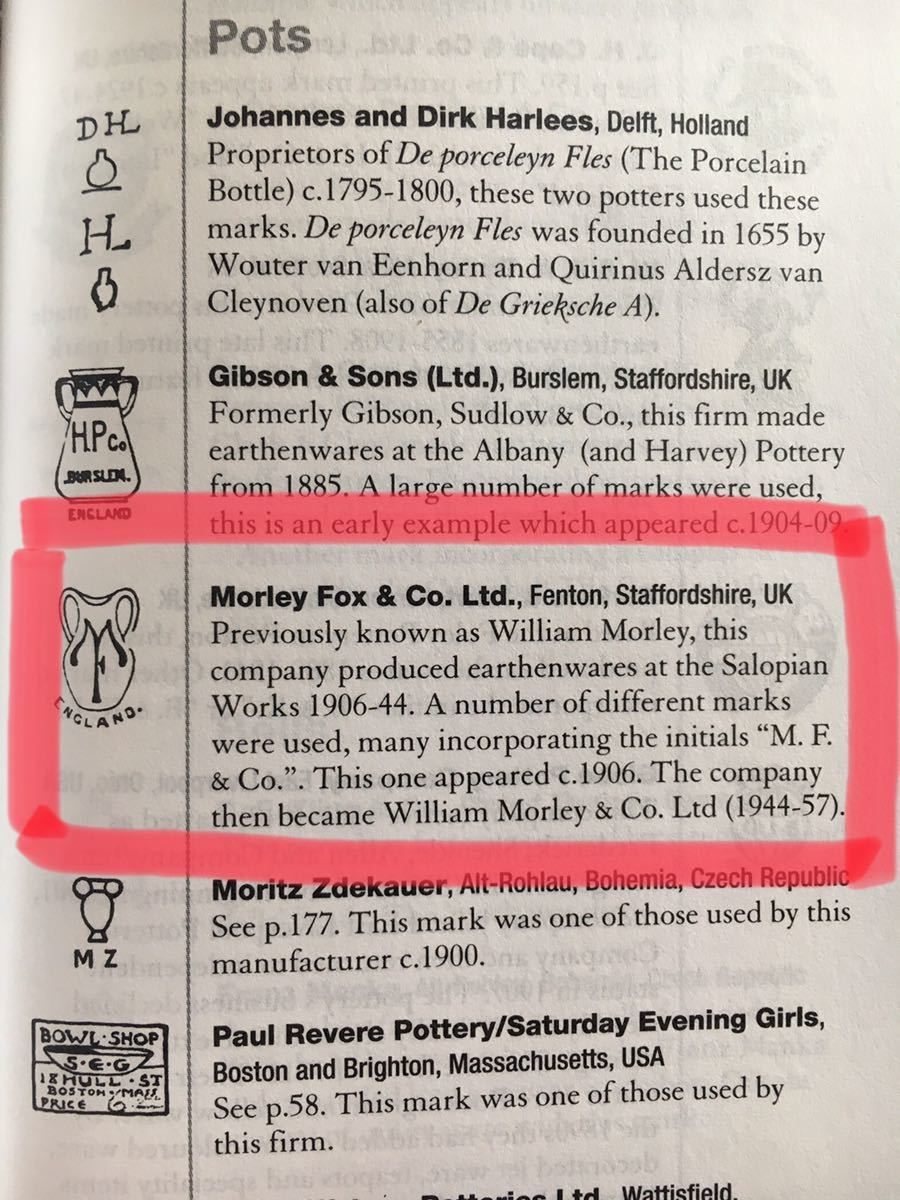 Pots
DH
Johannes and Dirk Harlees, Delft, Holland
Proprietors of De porceleyn Fles (The Porcelain
Bottle) c.1795-1800, these two potters used these
H
marks. De porceleyn Fles was founded in 1655 by
Wouter van Eenhorn and Quirinus Aldersz van
Cleynoven (also of De Grieksche A).
Gibson & Sons (Ltd.), Burslem, Staffordshire, UK
Formerly Gibson, Sudlow & Co., this firm made
H.P.Co
earthenwares at the Albany (and Harvey) Pottery
BURSLEM.
from 1885. A large number of marks were used,
ENGLAND
this is an early example which appeared c.1904-09.
Morley Fox & Co. Ltd., Fenton, Staffordshire, UK
Previously known as William Morley, this
company produced earthenwares at the Salopian
MF
ENGLAND.
Works 1906-44. A number of different marks
were used, many incorporating the initials “M. F.
& Co.”. This one appeared c.1906. The company
then became William Morley & Co. Ltd (1944-57).
Moritz Zdekauer, Alt-Rohlau, Bohemia, Czech Republic
See p.177. This mark was one of those used by this
M Z
manufacturer c.1900.
Paul Revere Pottery/Saturday Evening Girls,
BOWL·SHOP
S·E·G
18 HULL·ST
BOSTON·MASS
PRICE
Boston and Brighton, Massachusetts, USA
See p.58. This mark was one of those used by
this firm.
Potteries Ltd, Wattisfield,